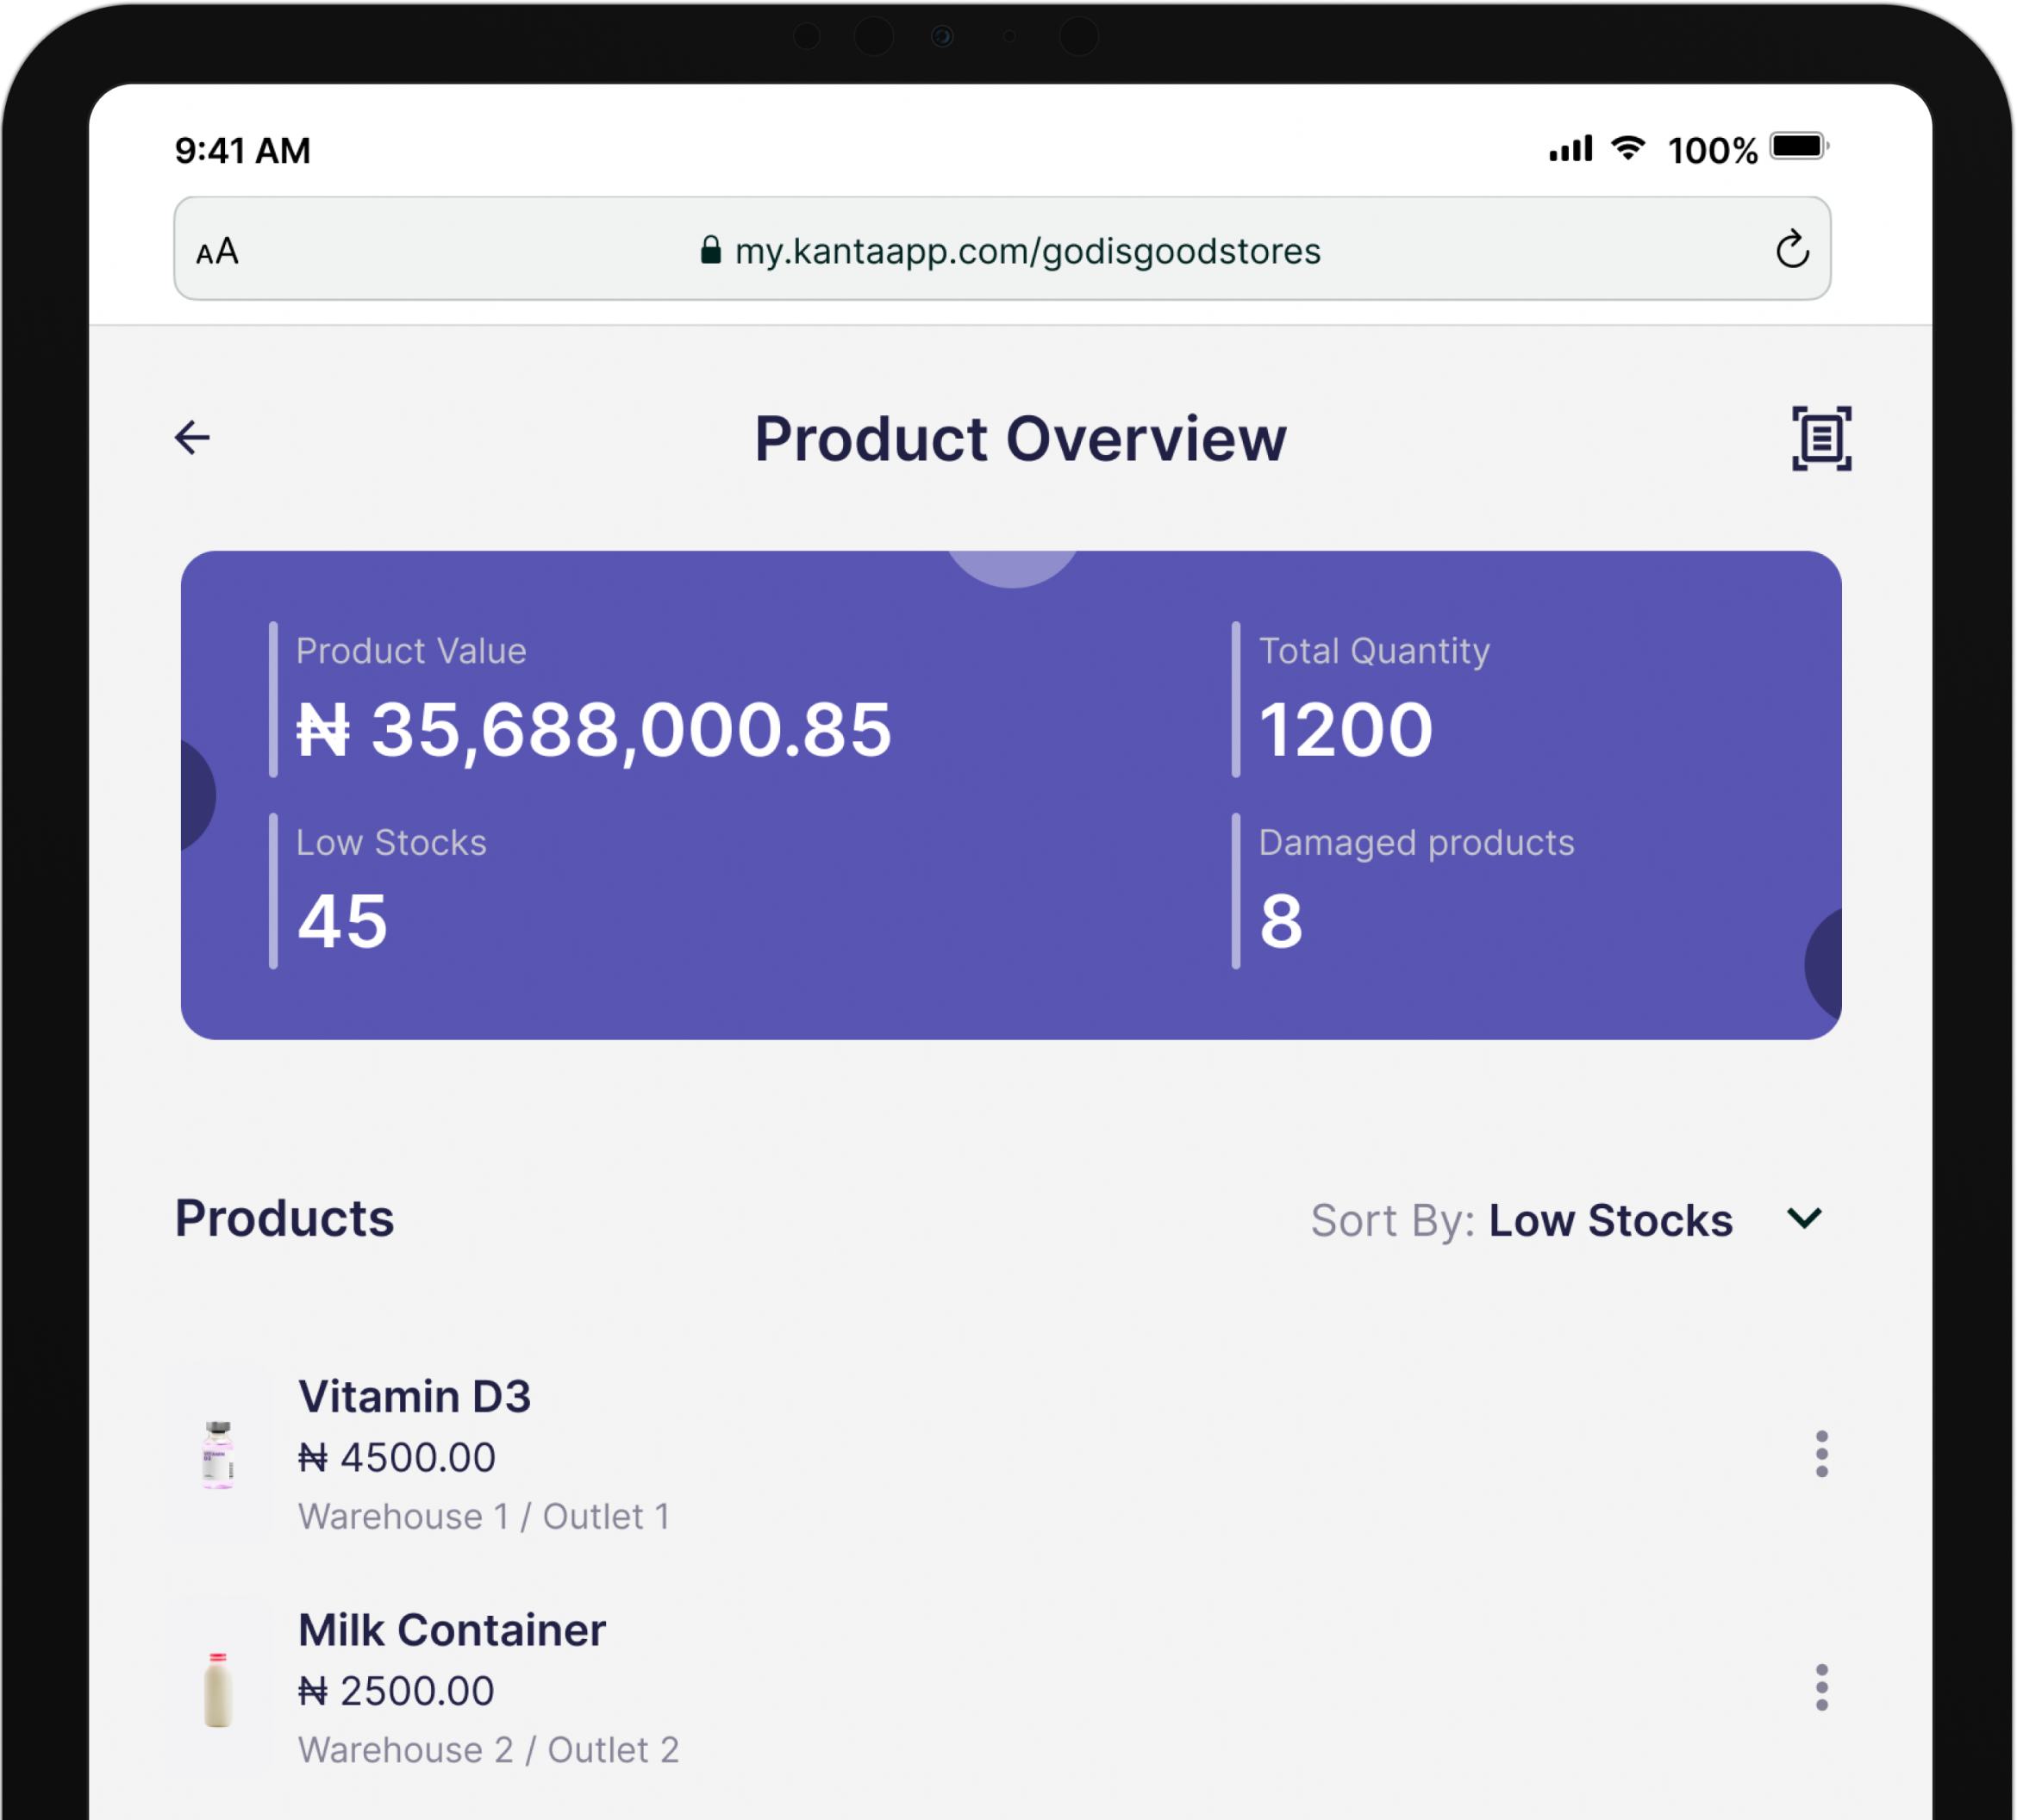 9:41 AM
100%
AA
my.kantaapp.com/godisgoodstores
Product Overview
Product Value
₦ 35,688,000.85
Total Quantity
1200
Low Stocks
45
Damaged products
8
Products
Sort By: Low Stocks
Vitamin D3
₦ 4500.00
Warehouse 1 / Outlet 1
Milk Container
₦ 2500.00
Warehouse 2 / Outlet 2